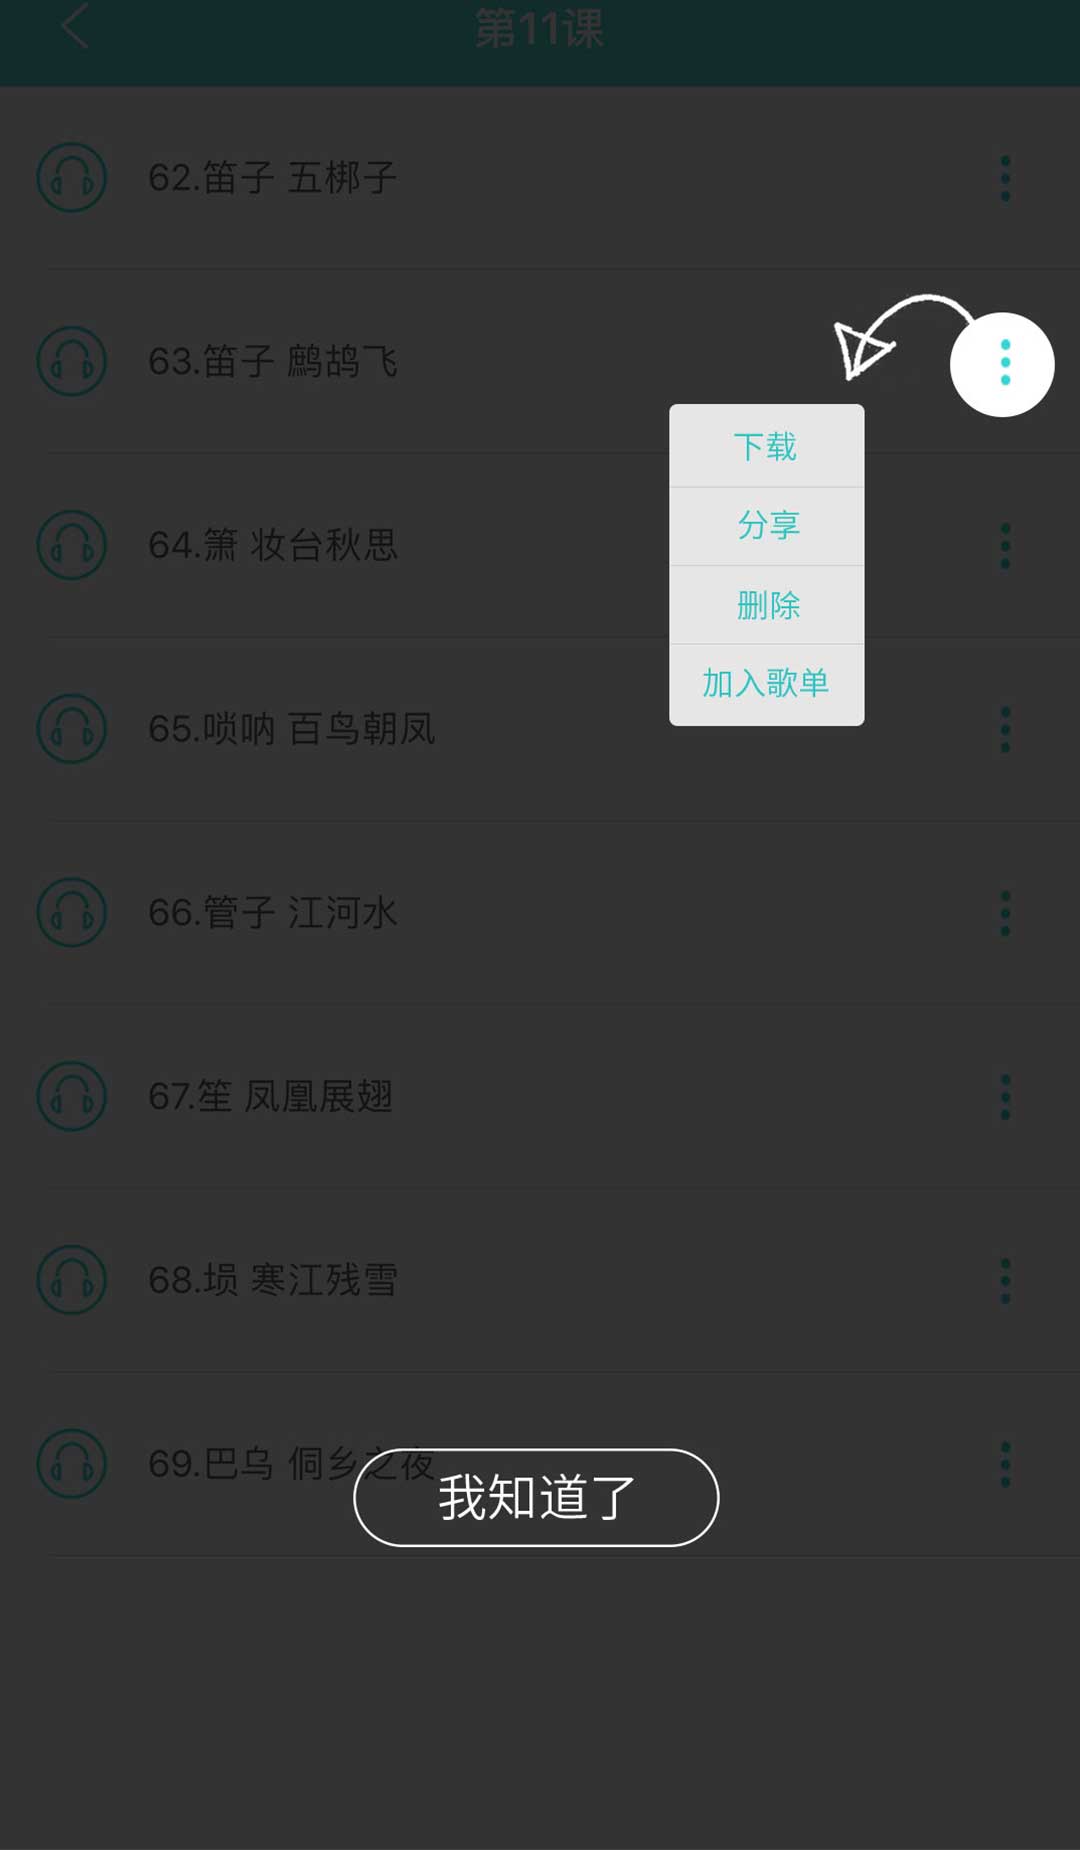 第11课
62.笛子 五梆子
63.笛子 鹧鸪飞
下载
分享
64.箫 妆台秋思
删除
加入歌单
65.唢呐 百鸟朝凤
66.管子 江河水
67.笙 凤凰展翅
68.埙 寒江残雪
69.巴乌 侗乡之夜
我知道了